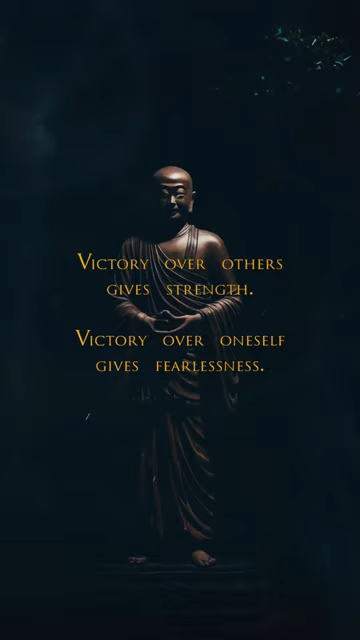 Victory over others
gives strength.
Victory over oneself
gives fearlessness.